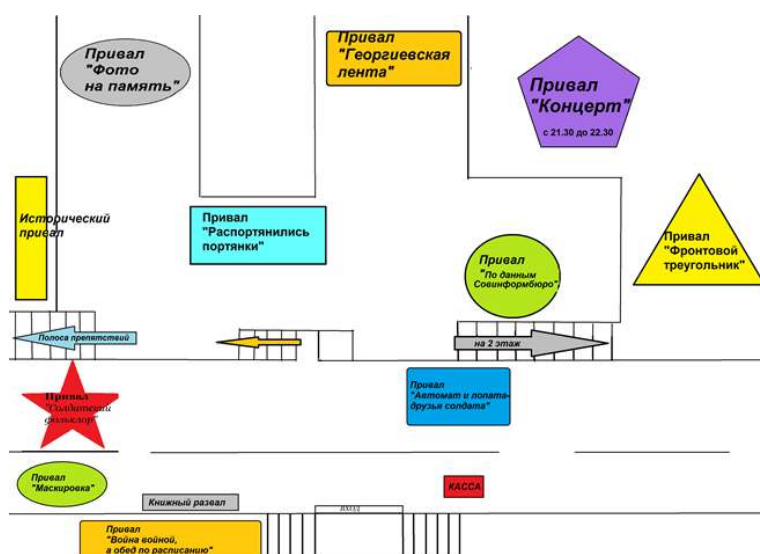 Привал
"Фото
на память"
Привал
"Георгиевская
лента"
Привал
"Концерт"
с 21.30 до 22.30
Исторический
привал
Привал
"Распортянились
портянки"
Привал
"По данным
Совинформбюро"
Привал
"Фронтовой
треугольник"
Полоса препятствий
на 2 этаж
Привал
"Солдатский
фольклор"
Привал
"Автомат и лопата-
друзья солдата"
Привал
"Маскировка"
Книжный развал
КАССА
ВХОД
Привал
"Война войной,
а обед по расписанию"